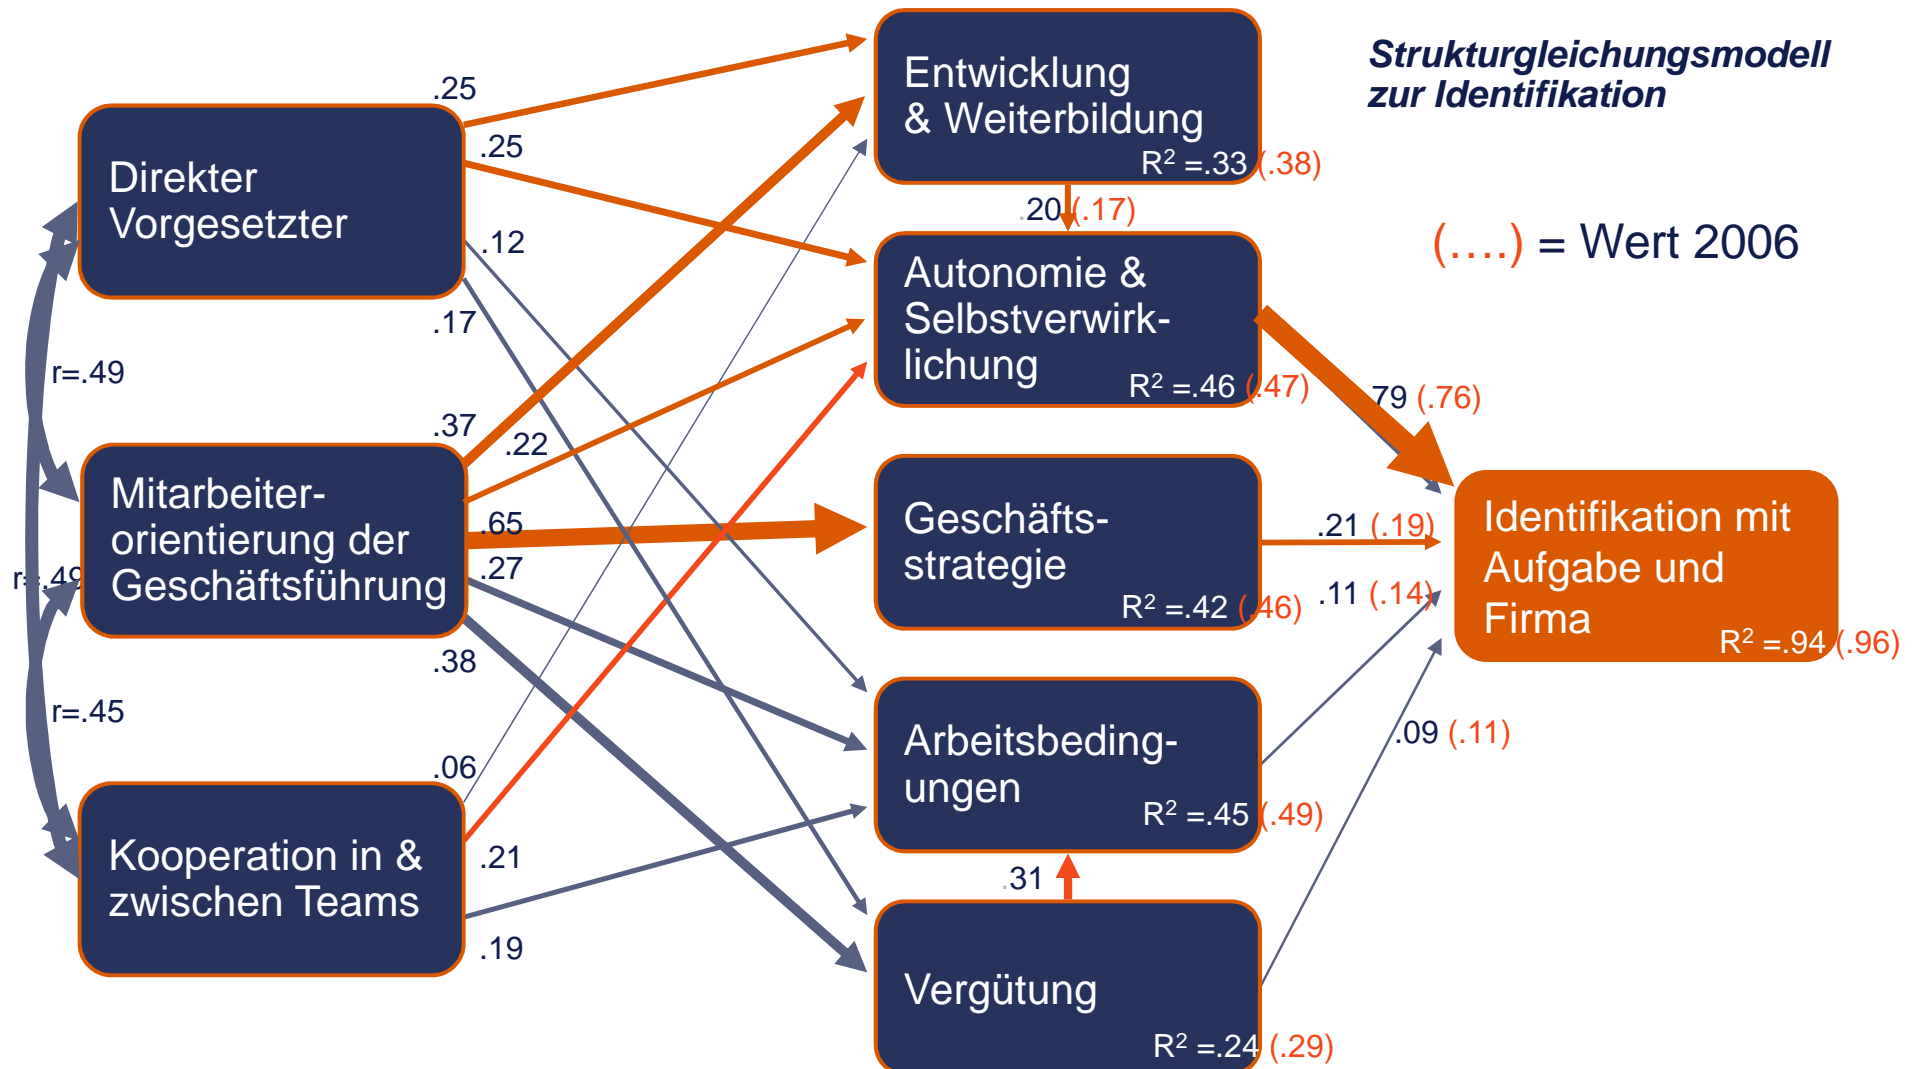 Strukturgleichungsmodell
zur Identifikation
(….) = Wert 2006
Direkter
Vorgesetzter
.25
.25
.12
.17
r=.49
Mitarbeiter-
orientierung der
Geschäftsführung
.37
.22
.65
.27
.38
r=.49
r=.45
Kooperation in &
zwischen Teams
.06
.21
.19
Entwicklung
& Weiterbildung
R² =.33 (.38)
.20 (.17)
Autonomie &
Selbstverwirk-
lichung
R² =.46 (.47)
.79 (.76)
Geschäfts-
strategie
R² =.42 (.46)
.21 (.19)
.11 (.14)
Arbeitsbeding-
ungen
R² =.45 (.49)
.09 (.11)
.31
Vergütung
R² =.24 (.29)
Identifikation mit
Aufgabe und
Firma
R² =.94 (.96)